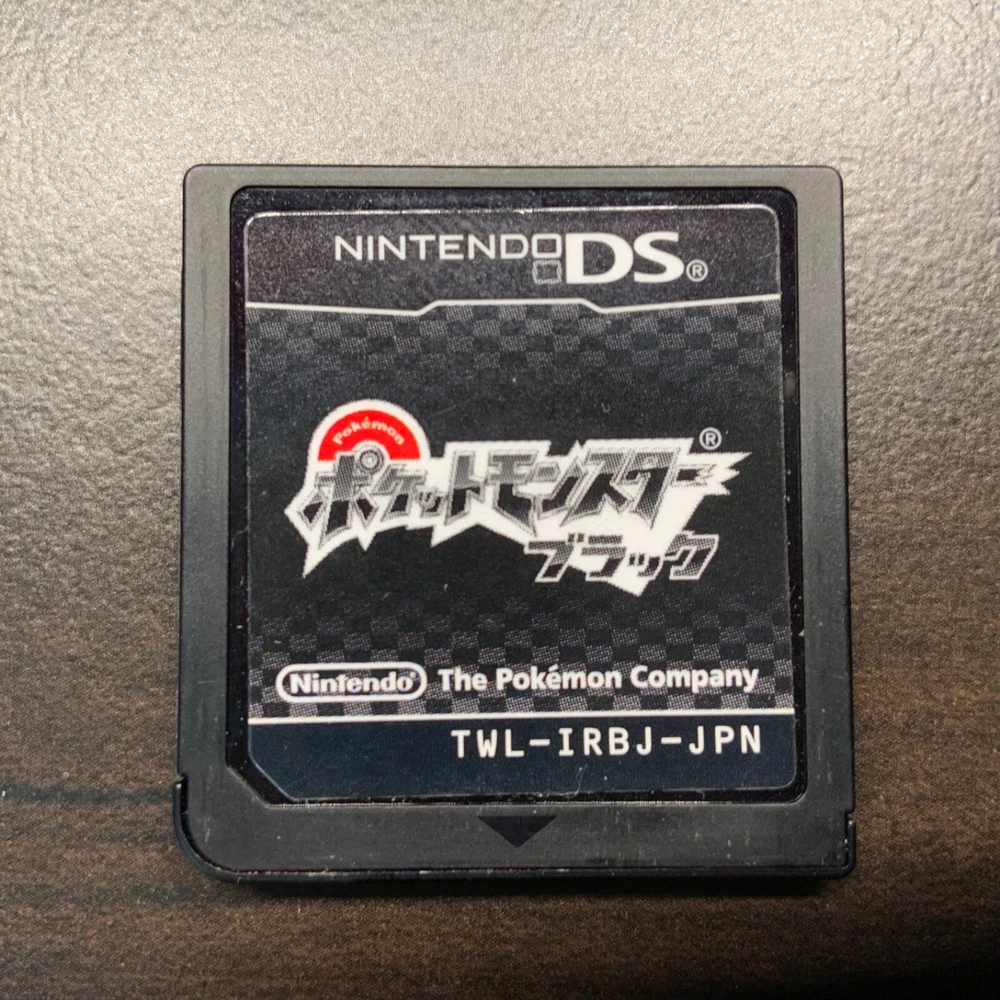 NINTENDO DS®
Pokémon
ポケットモンスター®
ブラック
Nintendo® The Pokémon Company
TWL-IRBJ-JPN